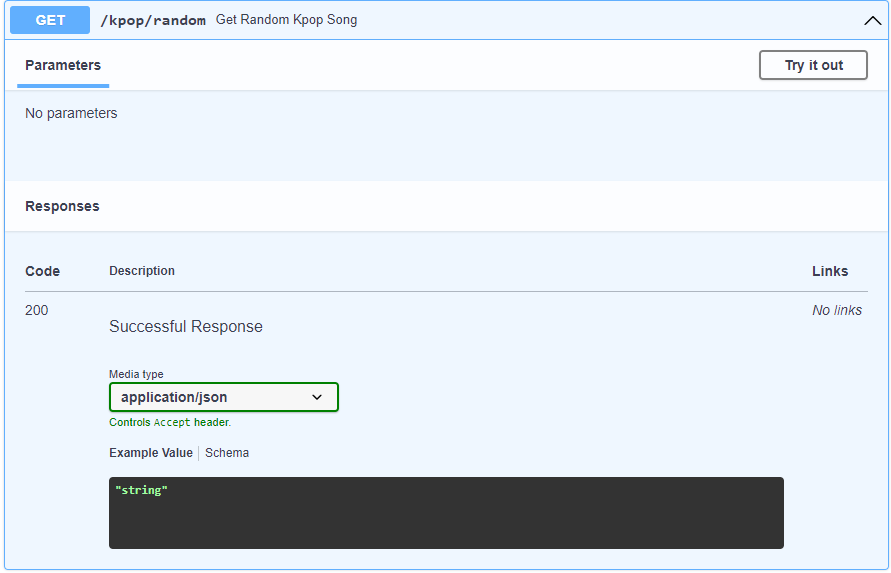 GET /kpop/random Get Random Kpop Song
Parameters Try it out
No parameters
Responses
Code Description Links
200 Successful Response No links
Media type
application/json
Controls Accept header.
Example Value Schema
"string"